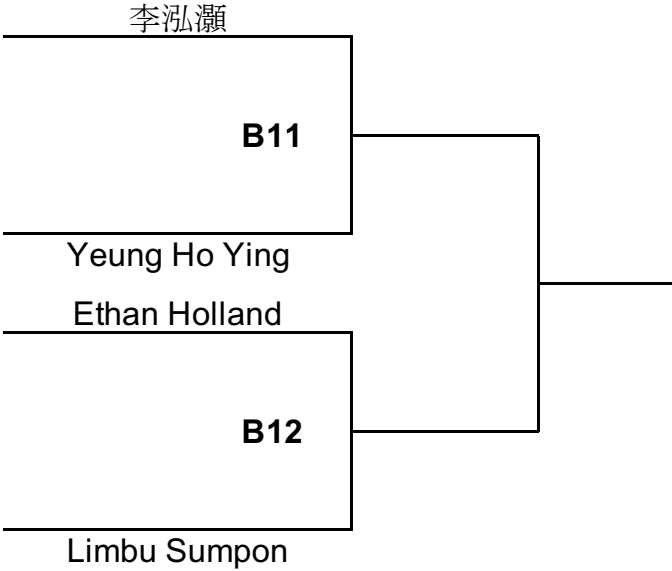 李泓灝
B11
Yeung Ho Ying
Ethan Holland
B12
Limbu Sumpon